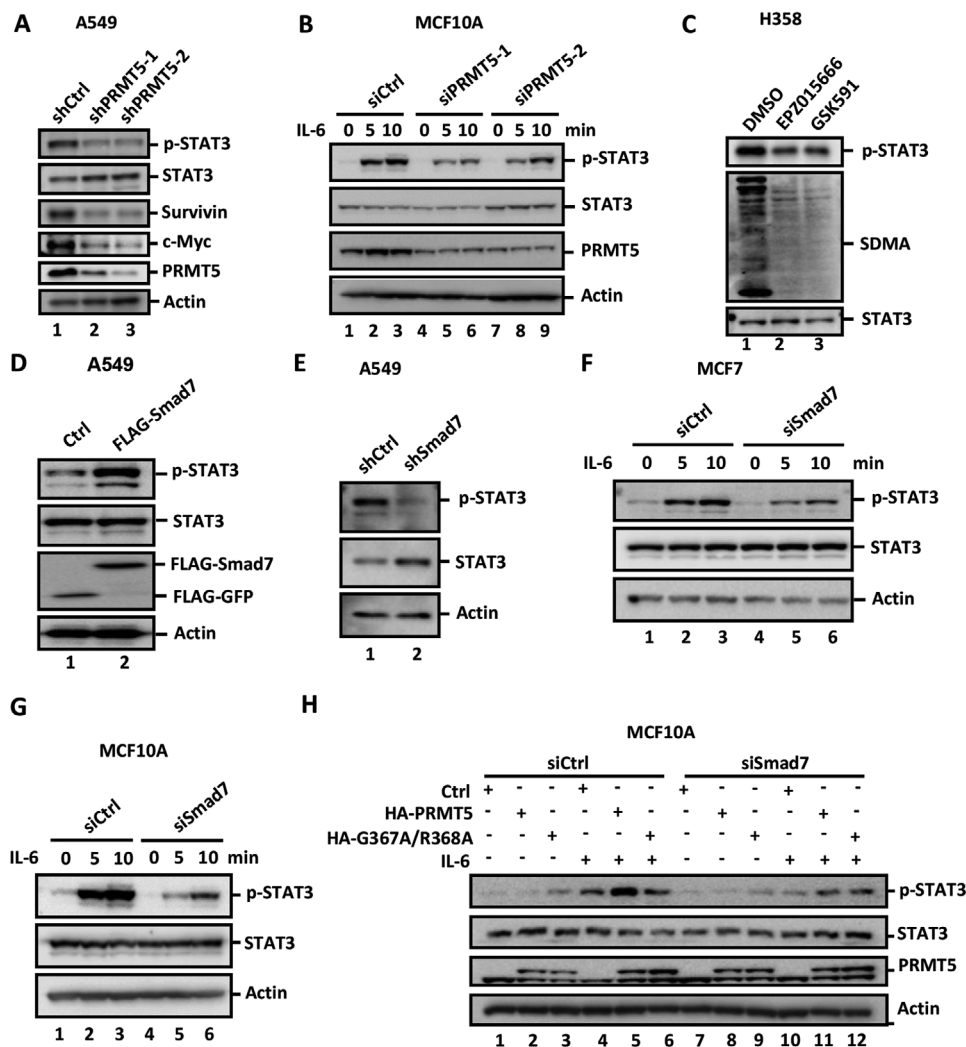 A
A549
shCtrl
shPRMT5-1
shPRMT5-2
p-STAT3
STAT3
Survivin
c-Myc
PRMT5
Actin
1 2 3
B
MCF10A
siCtrl siPRMT5-1 siPRMT5-2
IL-6 0 5 10 0 5 10 0 5 10 min
p-STAT3
STAT3
PRMT5
Actin
1 2 3 4 5 6 7 8 9
C
H358
DMSO
EPZ015666
GSK591
p-STAT3
SDMA
STAT3
1 2 3
D
A549
Ctrl
FLAG-Smad7
p-STAT3
STAT3
FLAG-Smad7
FLAG-GFP
Actin
1 2
E
A549
shCtrl
shSmad7
p-STAT3
STAT3
Actin
1 2
F
MCF7
siCtrl siSmad7
IL-6 0 5 10 0 5 10 min
p-STAT3
STAT3
Actin
1 2 3 4 5 6
G
MCF10A
siCtrl siSmad7
IL-6 0 5 10 0 5 10 min
p-STAT3
STAT3
Actin
1 2 3 4 5 6
H
MCF10A
siCtrl siSmad7
Ctrl + - - + - - + - - + - -
HA-PRMT5 - + - - + - - + - - + -
HA-G367A/R368A - - + - - + - - + - - +
IL-6 - - - + + + - - - + + +
p-STAT3
STAT3
PRMT5
Actin
1 2 3 4 5 6 7 8 9 10 11 12